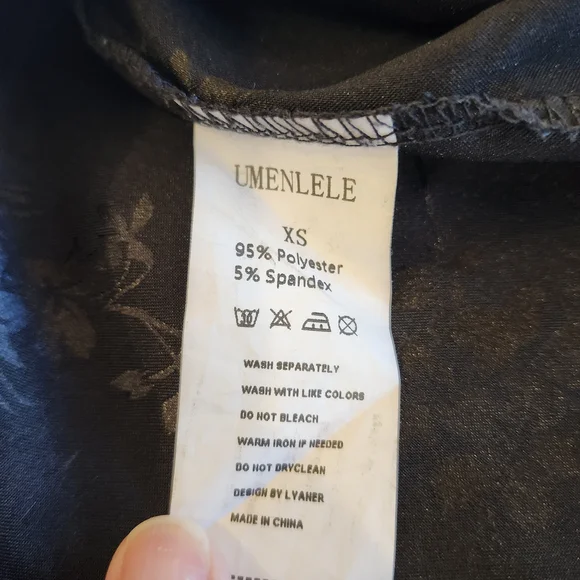 UMENLELE
XS
95% Polyester
5% Spandex
30
WASH SEPARATELY
WASH WITH LIKE COLORS
DO NOT BLEACH
WARM IRON IF NEEDED
DO NOT DRYCLEAN
DESIGN BY LYANER
MADE IN CHINA